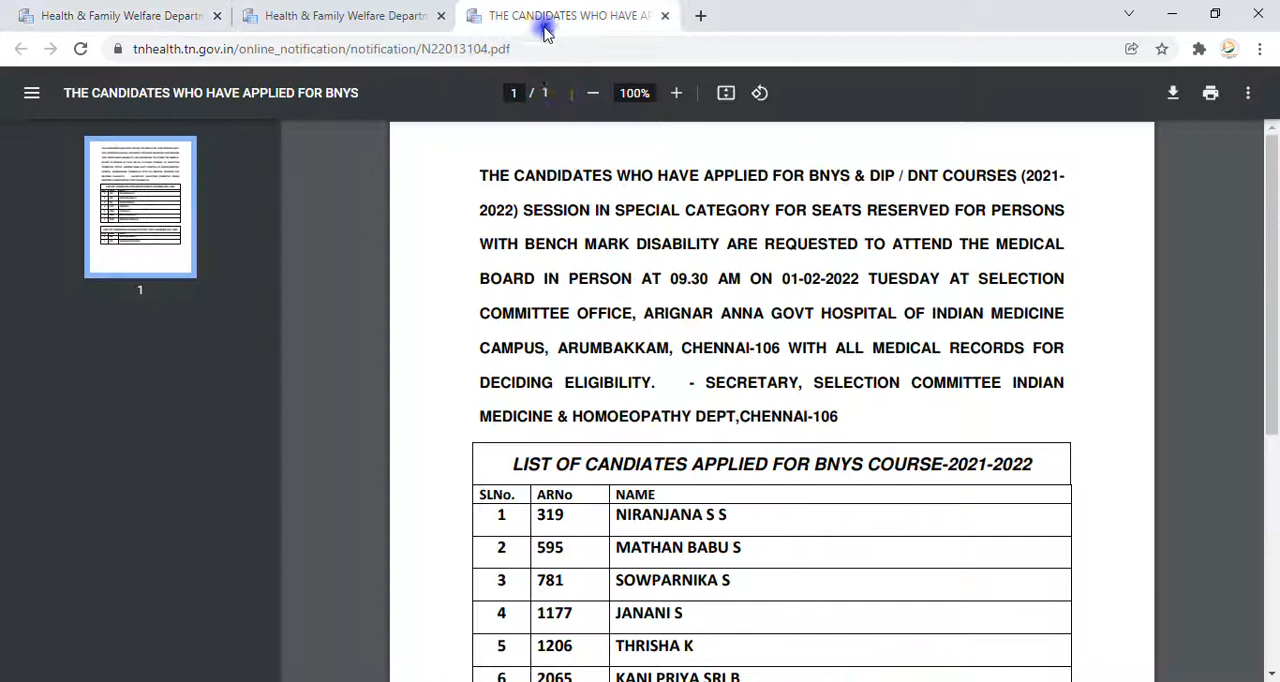 Health & Family Welfare Departm
Health & Family Welfare Departm
THE CANDIDATES WHO HAVE AP
tnhealth.tn.gov.in/online_notification/notification/N22013104.pdf
THE CANDIDATES WHO HAVE APPLIED FOR BNYS
1 / 1
100%
THE CANDIDATES WHO HAVE APPLIED FOR BNYS & DIP / DNT COURSES (2021-
2022) SESSION IN SPECIAL CATEGORY FOR SEATS RESERVED FOR PERSONS
WITH BENCH MARK DISABILITY ARE REQUESTED TO ATTEND THE MEDICAL
BOARD IN PERSON AT 09.30 AM ON 01-02-2022 TUESDAY AT SELECTION
COMMITTEE OFFICE, ARIGNAR ANNA GOVT HOSPITAL OF INDIAN MEDICINE
CAMPUS, ARUMBAKKAM, CHENNAI-106 WITH ALL MEDICAL RECORDS FOR
DECIDING ELIGIBILITY. - SECRETARY, SELECTION COMMITTEE INDIAN
MEDICINE & HOMOEOPATHY DEPT,CHENNAI-106
LIST OF CANDIATES APPLIED FOR BNYS COURSE-2021-2022
SLNo. ARNo NAME
1 319 NIRANJANA S S
2 595 MATHAN BABU S
3 781 SOWPARNIKA S
4 1177 JANANI S
5 1206 THRISHA K
6 2065 KANI PRIYA SRI B
1